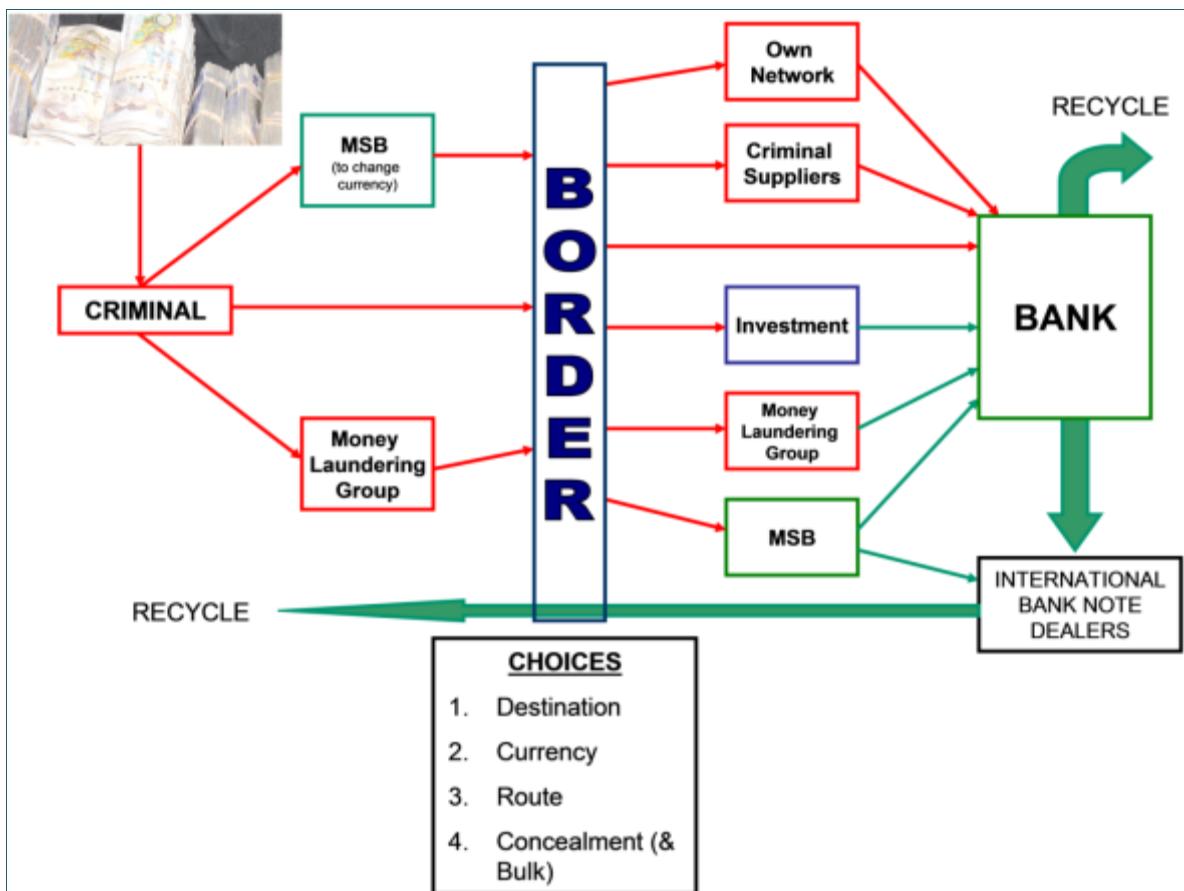 Own
Network
RECYCLE
MSB
(to change
currency)
Criminal
Suppliers
BORDER
CRIMINAL
Investment
BANK
Money
Laundering
Group
Money
Laundering
Group
MSB
INTERNATIONAL
BANK NOTE
DEALERS
RECYCLE
CHOICES
1. Destination
2. Currency
3. Route
4. Concealment (&
Bulk)